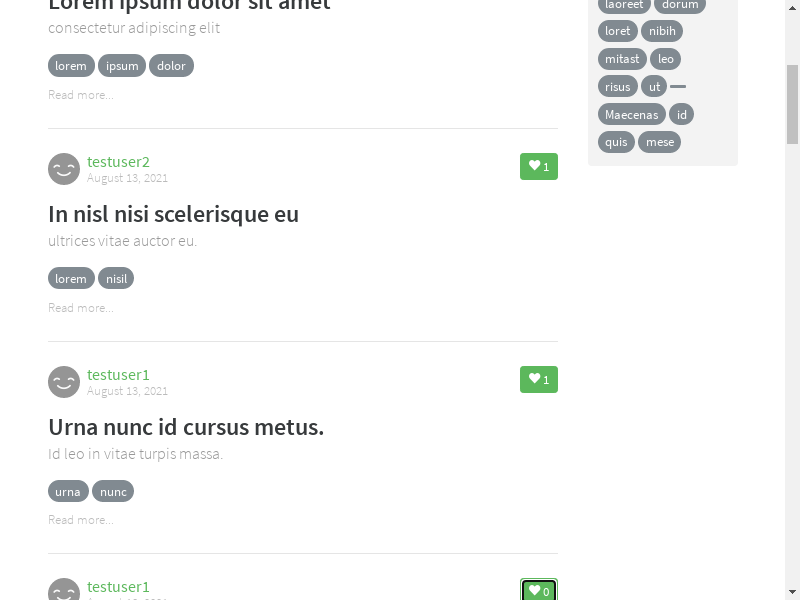 Lorem ipsum dolor sit amet
consectetur adipiscing elit
lorem ipsum dolor
Read more...
testuser2
August 13, 2021
1
In nisl nisi scelerisque eu
ultrices vitae auctor eu.
lorem nisil
Read more...
testuser1
August 13, 2021
1
Urna nunc id cursus metus.
Id leo in vitae turpis massa.
urna nunc
Read more...
testuser1
0
laoreet dorum
loret nibih
mitast leo
risus ut
Maecenas id
quis mese